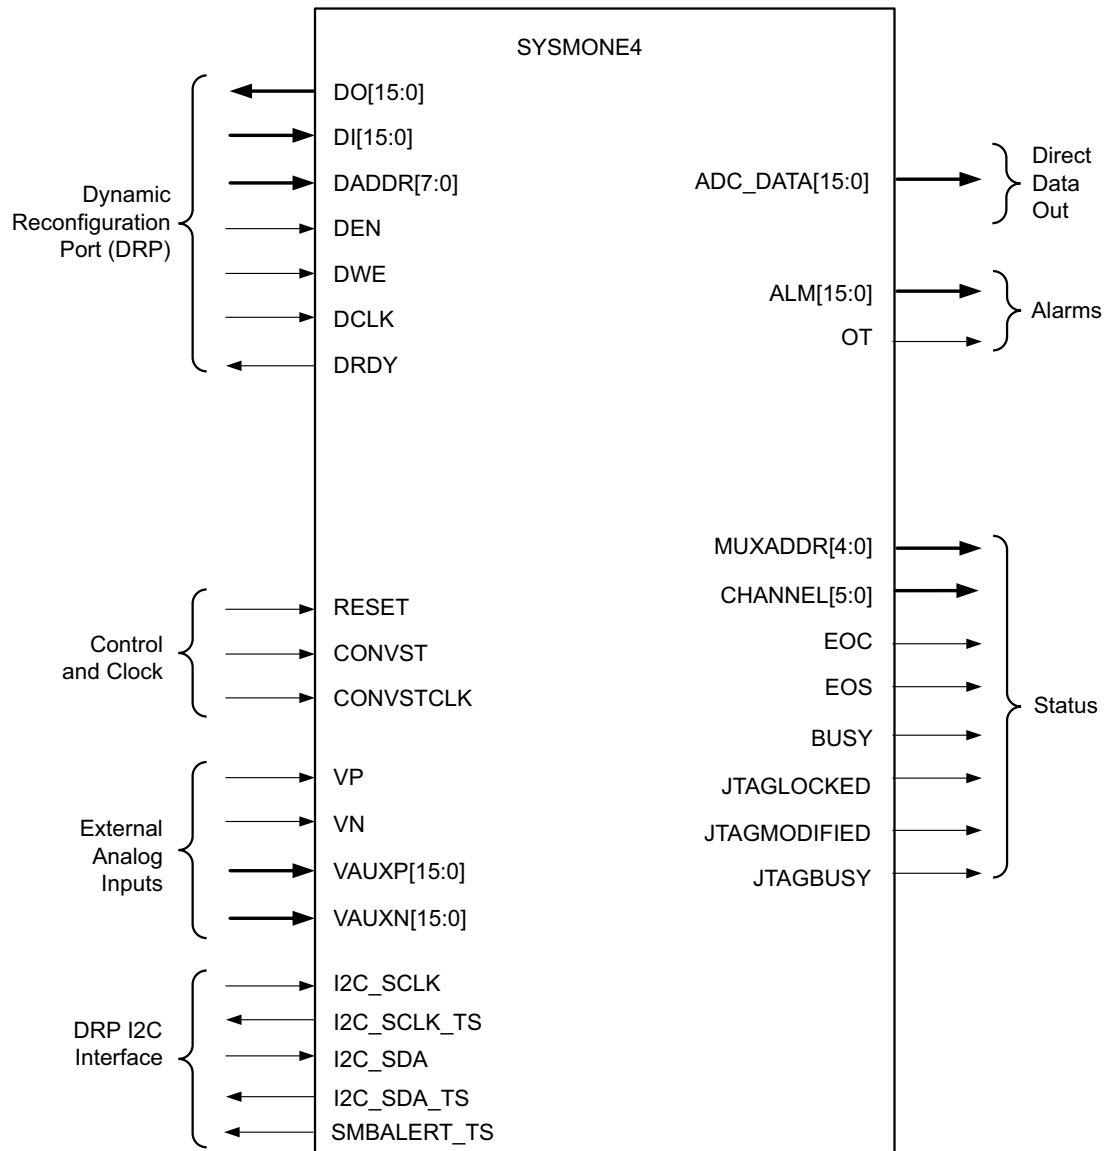 SYSMONE4
Dynamic
Reconfiguration
Port (DRP)
DO[15:0]
DI[15:0]
DADDR[7:0]
DEN
DWE
DCLK
DRDY
Control
and Clock
RESET
CONVST
CONVSTCLK
External
Analog
Inputs
VP
VN
VAUXP[15:0]
VAUXN[15:0]
DRP I2C
Interface
I2C_SCLK
I2C_SCLK_TS
I2C_SDA
I2C_SDA_TS
SMBALERT_TS
ADC_DATA[15:0]
Direct
Data
Out
ALM[15:0]
OT
Alarms
MUXADDR[4:0]
CHANNEL[5:0]
EOC
EOS
BUSY
JTAGLOCKED
JTAGMODIFIED
JTAGBUSY
Status